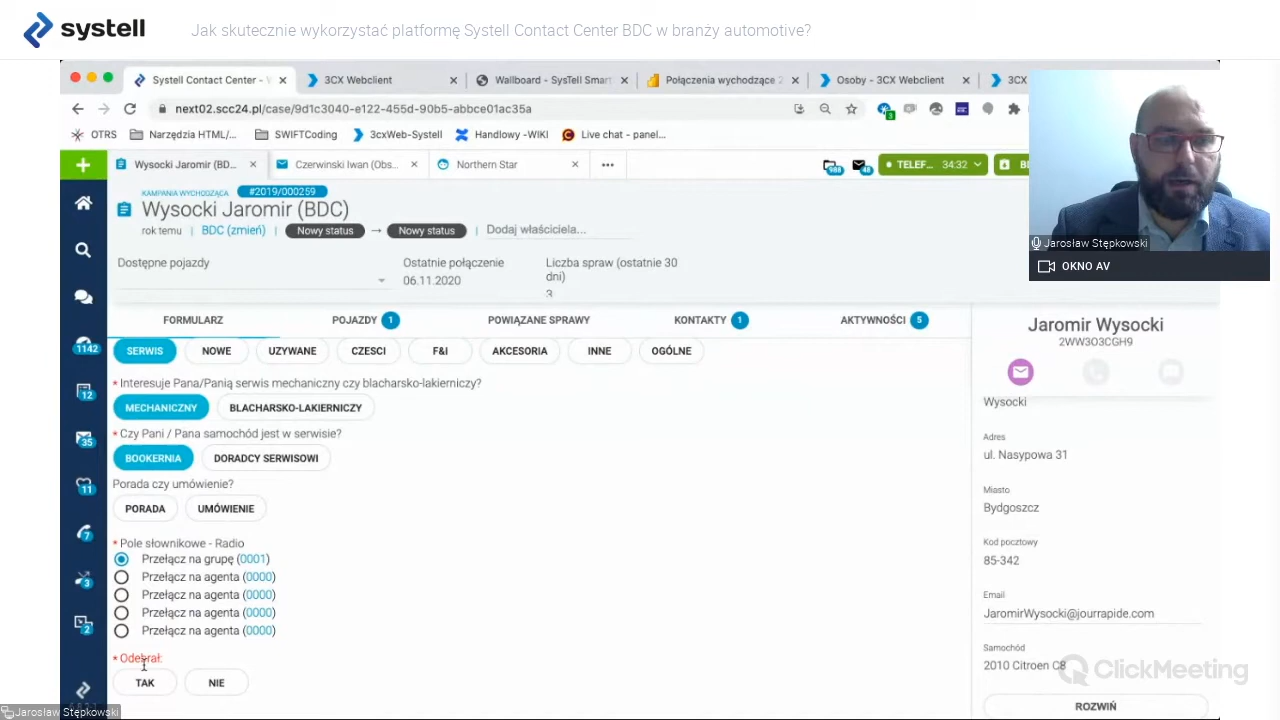 systell
Jak skutecznie wykorzystać platformę Systell Contact Center BDC w branży automotive?
Systell Contact Center - W
3CX Webclient
Wallboard - SysTell Smart
Połączenia wychodzące 2
Osoby - 3CX Webclient
3CX
next02.scc24.pl/case/9d1c3040-e122-455d-90b5-abbce01ac35a
3
OTRS
Narzędzia HTML/...
SWIFTCoding
3cxWeb-Systell
Handlowy -WIKI
Live chat - panel...
Wysocki Jaromir (BD...
Czerwinski Iwan (Obs...
Northern Star
988
48
TELEF...
34:32
KAMPANIA WYCHODZĄCA
#2019/000259
Wysocki Jaromir (BDC)
rok temu
BDC (zmień)
Nowy status
→
Nowy status
Dodaj właściciela...
Dostępne pojazdy
Ostatnie połączenie
06.11.2020
Liczba spraw (ostatnie 30
dni)
3
FORMULARZ
POJAZDY 1
POWIĄZANE SPRAWY
KONTAKTY 1
AKTYWNOŚCI 5
SERWIS
NOWE
UZYWANE
CZESCI
F&I
AKCESORIA
INNE
OGÓLNE
* Interesuje Pana/Panią serwis mechaniczny czy blacharsko-lakierniczy?
MECHANICZNY
BLACHARSKO-LAKIERNICZY
* Czy Pani / Pana samochód jest w serwisie?
BOOKERNIA
DORADCY SERWISOWI
Porada czy umówienie?
PORADA
UMÓWIENIE
* Pole słownikowe - Radio
Przełącz na grupę (0001)
Przełącz na agenta (0000)
Przełącz na agenta (0000)
Przełącz na agenta (0000)
Przełącz na agenta (0000)
* Odebrał:
TAK
NIE
1142
12
35
11
7
3
2
Jarosław Stępkowski
Jarosław Stępkowski
OKNO AV
Jaromir Wysocki
2WW3O3CGH9
Wysocki
Adres
ul. Nasypowa 31
Miasto
Bydgoszcz
Kod pocztowy
85-342
Email
JaromirWysocki@jourrapide.com
Samochód
2010 Citroen C8
ROZWIŃ
ClickMeeting